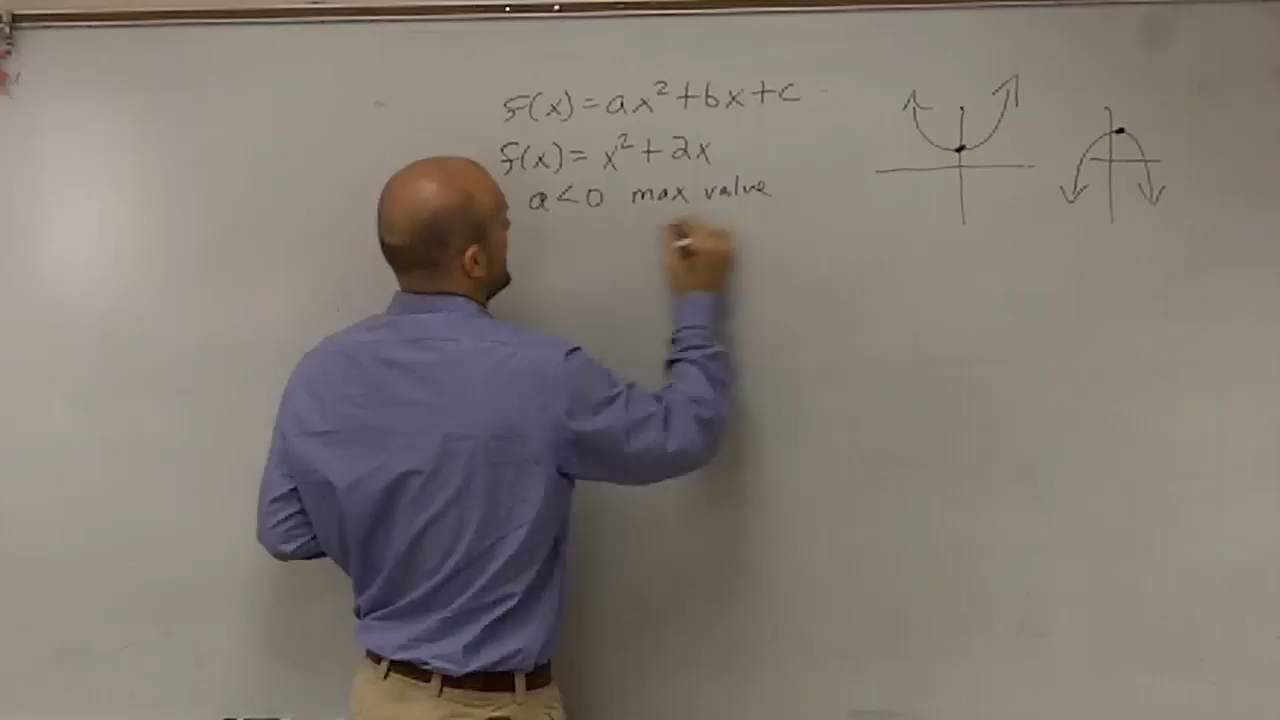 f(x) = ax² + bx + c
f(x) = x² + 2x
a < 0 max value